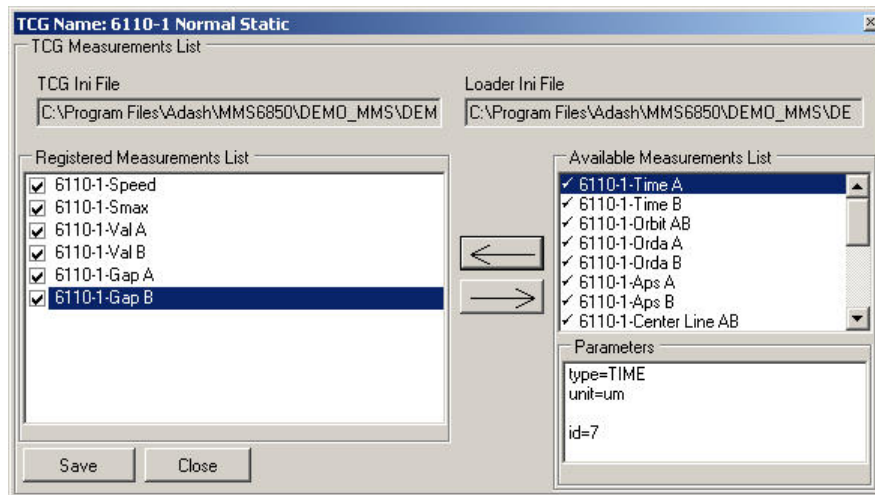 TCG Name: 6110-1 Normal Static
TCG Measurements List
TCG Ini File
C:\Program Files\Adash\MMS6850\DEMO_MMS\DEM
Loader Ini File
C:\Program Files\Adash\MMS6850\DEMO_MMS\DE
Registered Measurements List
6110-1-Speed
6110-1-Smax
6110-1-Val A
6110-1-Val B
6110-1-Gap A
6110-1-Gap B
Available Measurements List
6110-1-Time A
6110-1-Time B
6110-1-Orbit AB
6110-1-Orda A
6110-1-Orda B
6110-1-Aps A
6110-1-Aps B
6110-1-Center Line AB
Parameters
type=TIME
unit=um
id=7
Save
Close